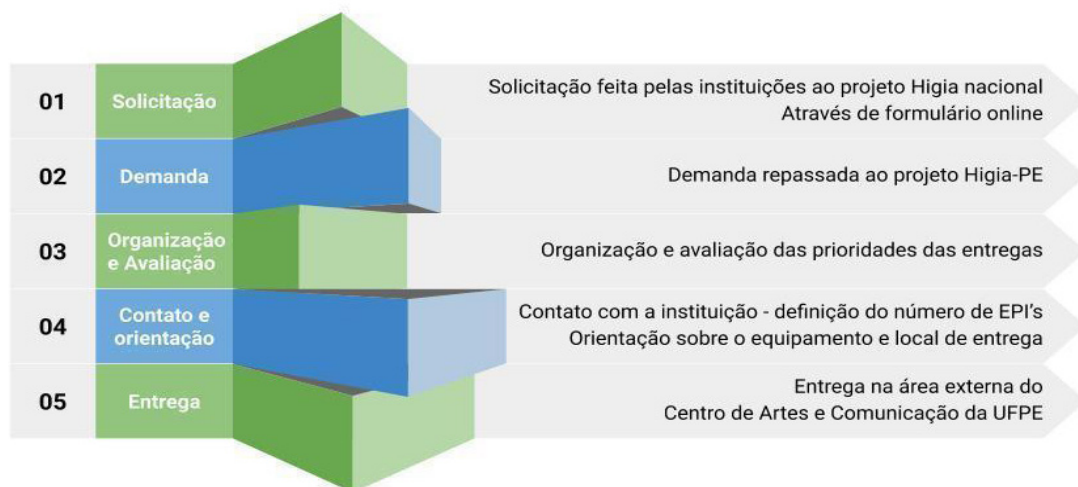 01
Solicitação
Solicitação feita pelas instituições ao projeto Higia nacional
Através de formulário online
02
Demanda
Demanda repassada ao projeto Higia-PE
03
Organização
e Avaliação
Organização e avaliação das prioridades das entregas
04
Contato e
orientação
Contato com a instituição - definição do número de EPI's
Orientação sobre o equipamento e local de entrega
05
Entrega
Entrega na área externa do
Centro de Artes e Comunicação da UFPE